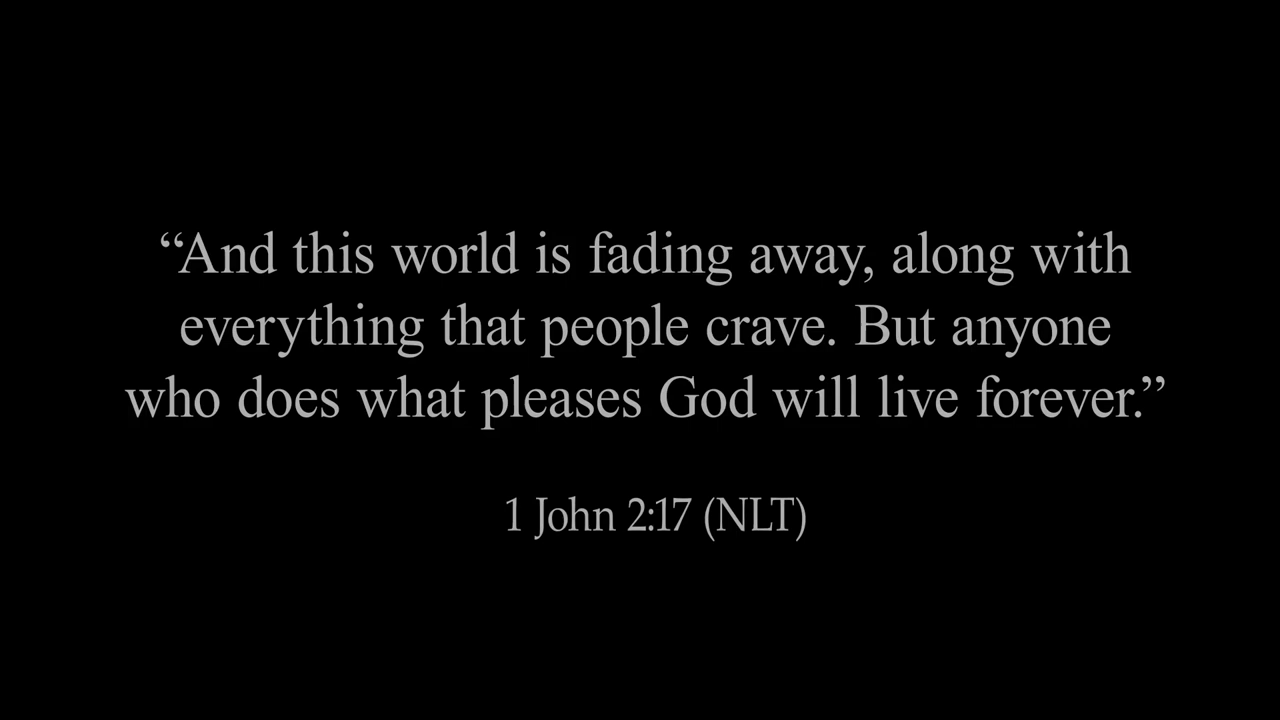 “And this world is fading away, along with
everything that people crave. But anyone
who does what pleases God will live forever.”
1 John 2:17 (NLT)